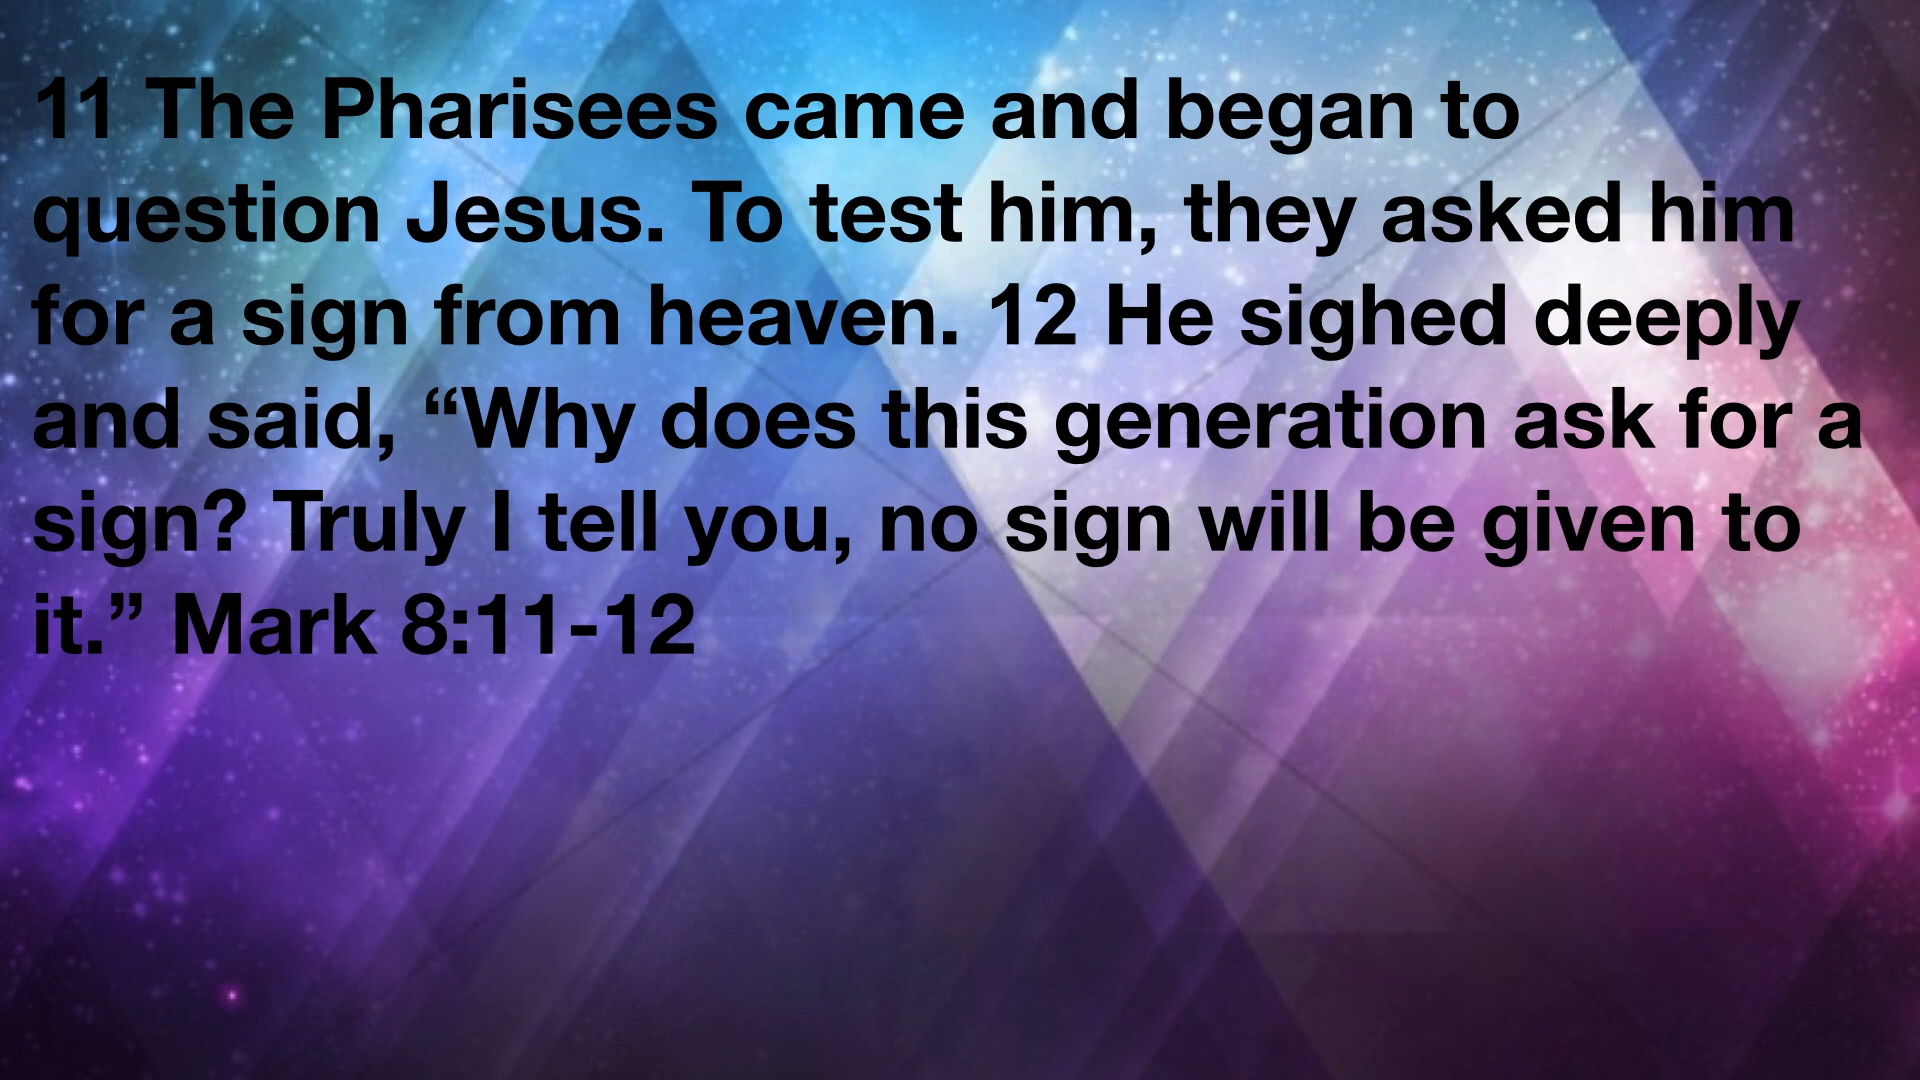 11 The Pharisees came and began to
question Jesus. To test him, they asked him
for a sign from heaven. 12 He sighed deeply
and said, “Why does this generation ask for a
sign? Truly I tell you, no sign will be given to
it.” Mark 8:11-12